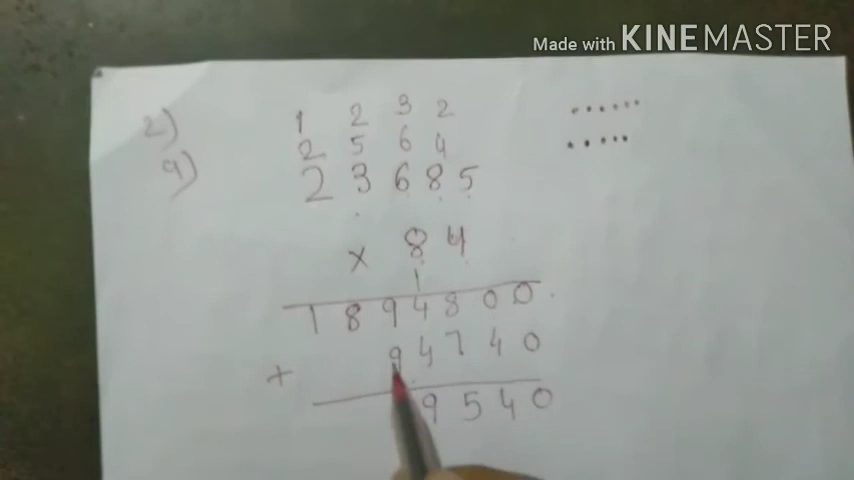 Made with KINEMASTER
2) 1 2 3 2
9) 2 5 6 4
2 3 6 8 5
x 8 4
1
1 8 9 4 8 0 0
+ 9 4 7 4 0
9 5 4 0